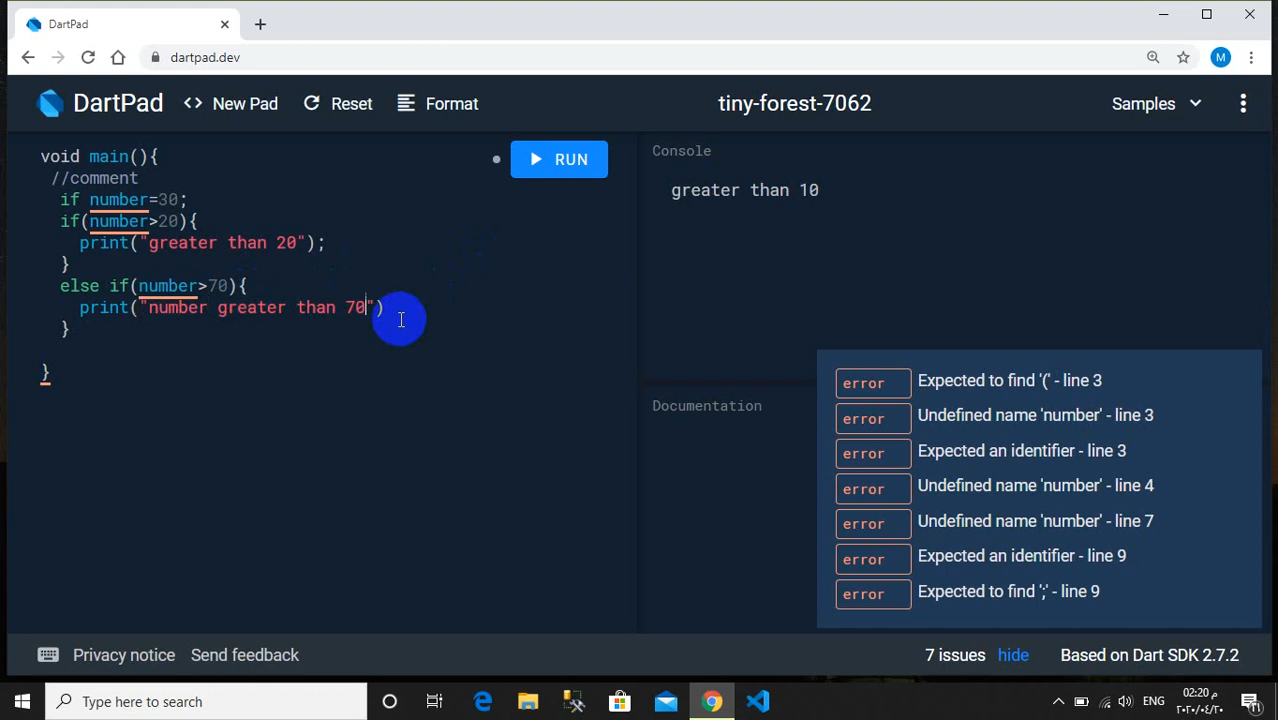 DartPad
dartpad.dev
M
DartPad
<> New Pad
Reset
Format
tiny-forest-7062
Samples
void main(){
//comment
if number=30;
if(number>20){
print("greater than 20");
}
else if(number>70){
print("number greater than 70")
}
}
RUN
Console
greater than 10
Documentation
error Expected to find '(' - line 3
error Undefined name 'number' - line 3
error Expected an identifier - line 3
error Undefined name 'number' - line 4
error Undefined name 'number' - line 7
error Expected an identifier - line 9
error Expected to find ';' - line 9
Privacy notice
Send feedback
7 issues hide
Based on Dart SDK 2.7.2
Type here to search
ENG
02:20 م
٢٠٢٠/٠٤/٣٠